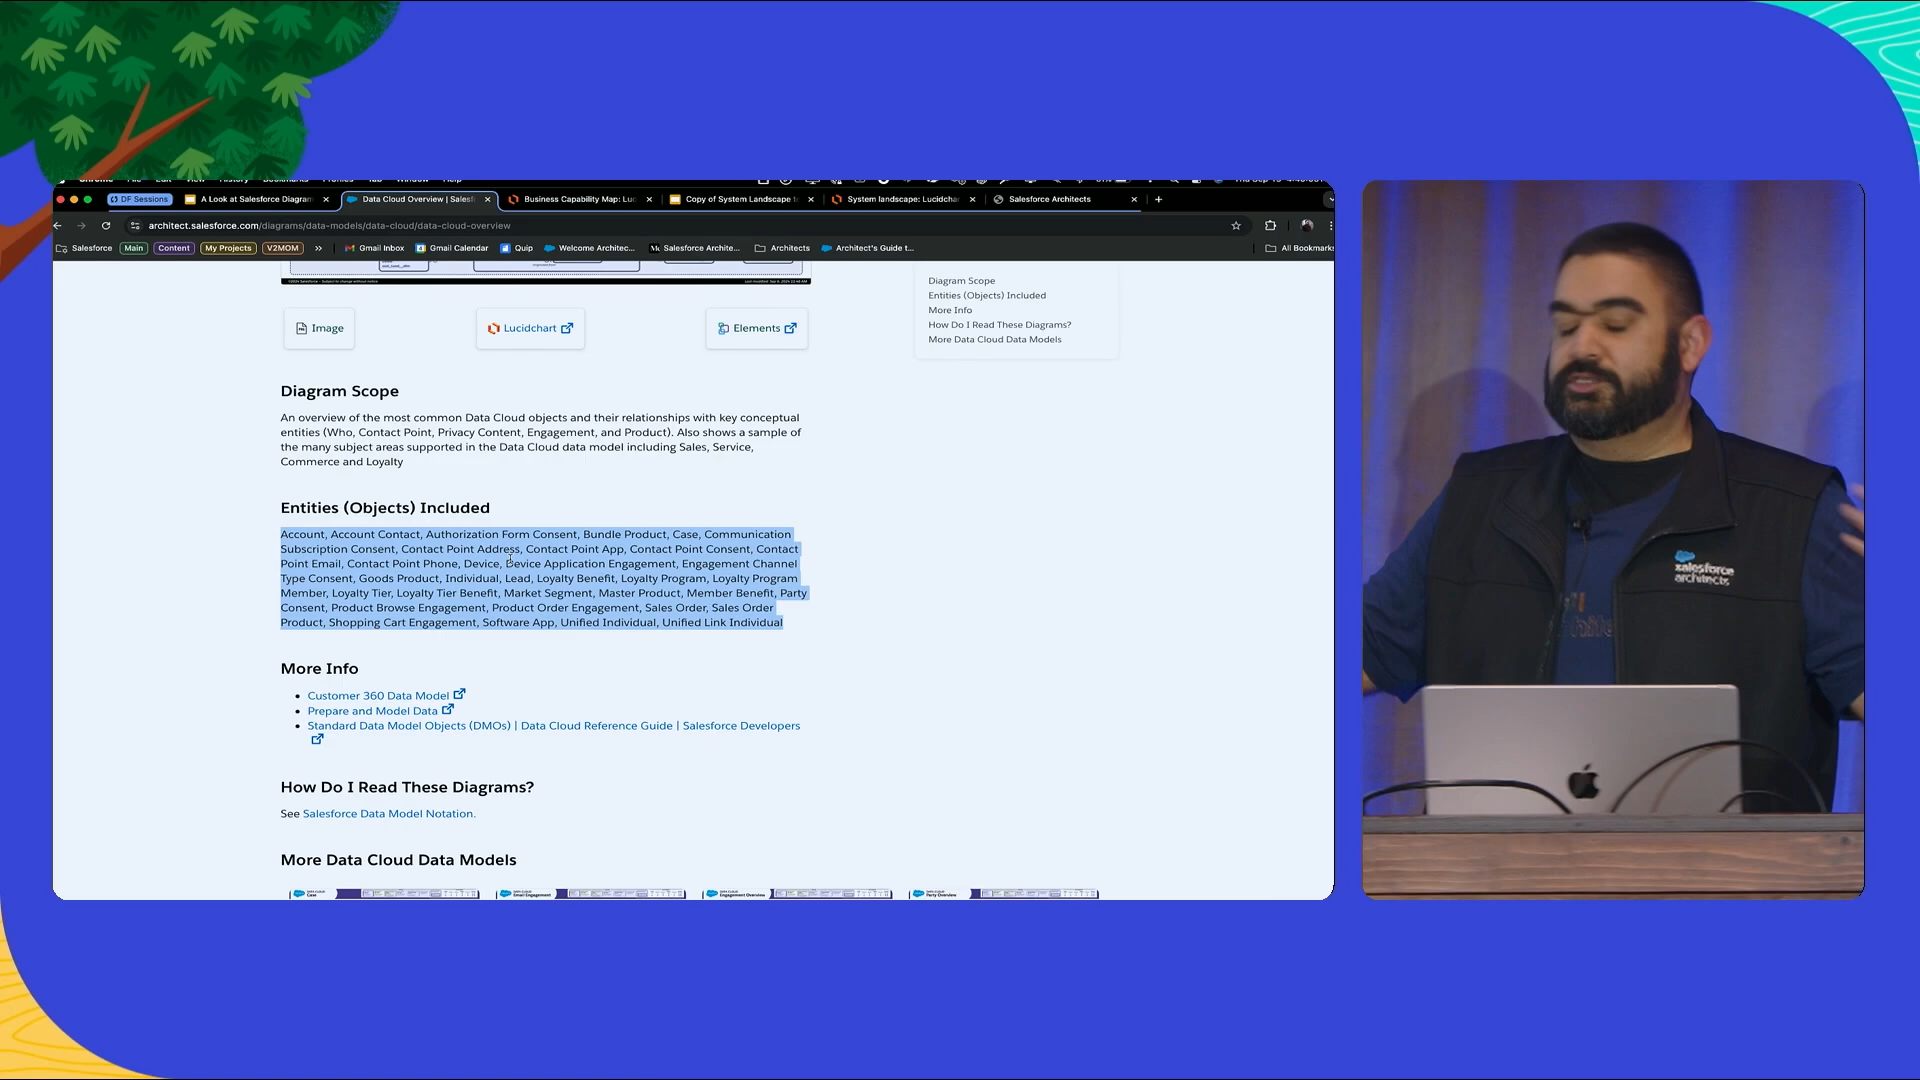 DF Sessions
A Look at Salesforce Diagram
Data Cloud Overview | Salesf
Business Capability Map: Luc
Copy of System Landscape
System landscape: Lucidchar
Salesforce Architects
architect.salesforce.com/diagrams/data-models/data-cloud/data-cloud-overview
Salesforce
Main
Content
My Projects
V2MOM
Gmail Inbox
Gmail Calendar
Quip
Welcome Architec...
Salesforce Archite...
Architects
Architect's Guide t...
All Bookmarks
Image
Lucidchart
Elements
Diagram Scope
Entities (Objects) Included
More Info
How Do I Read These Diagrams?
More Data Cloud Data Models
Diagram Scope
An overview of the most common Data Cloud objects and their relationships with key conceptual
entities (Who, Contact Point, Privacy Content, Engagement, and Product). Also shows a sample of
the many subject areas supported in the Data Cloud data model including Sales, Service,
Commerce and Loyalty
Entities (Objects) Included
Account, Account Contact, Authorization Form Consent, Bundle Product, Case, Communication
Subscription Consent, Contact Point Address, Contact Point App, Contact Point Consent, Contact
Point Email, Contact Point Phone, Device, Device Application Engagement, Engagement Channel
Type Consent, Goods Product, Individual, Lead, Loyalty Benefit, Loyalty Program, Loyalty Program
Member, Loyalty Tier, Loyalty Tier Benefit, Market Segment, Master Product, Member Benefit, Party
Consent, Product Browse Engagement, Product Order Engagement, Sales Order, Sales Order
Product, Shopping Cart Engagement, Software App, Unified Individual, Unified Link Individual
More Info
Customer 360 Data Model
Prepare and Model Data
Standard Data Model Objects (DMOs) | Data Cloud Reference Guide | Salesforce Developers
How Do I Read These Diagrams?
See Salesforce Data Model Notation.
More Data Cloud Data Models
Case
Email Engagement
Engagement Overview
Party Overview
salesforce
architects